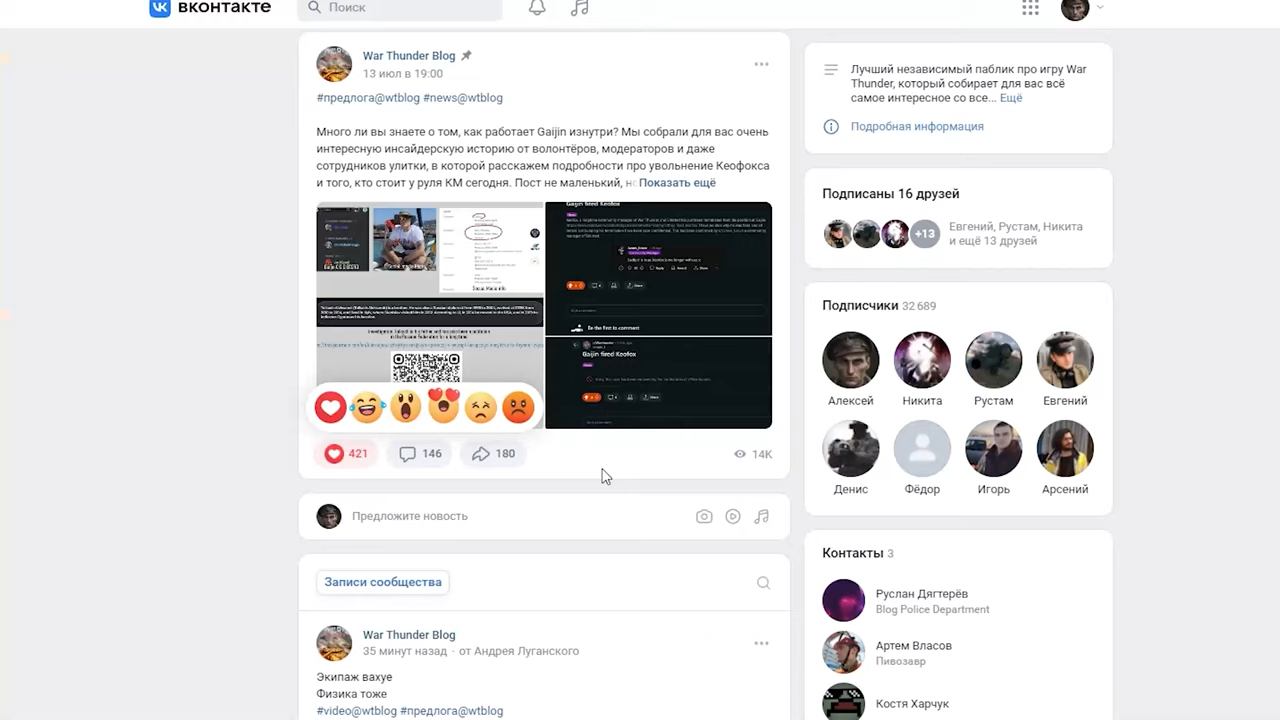 вконтакте
Поиск
War Thunder Blog
13 июл в 19:00
#предлога@wtblog #news@wtblog
Много ли вы знаете о том, как работает Gaijin изнутри? Мы собрали для вас очень
интересную инсайдерскую историю от волонтёров, модераторов и даже
сотрудников улитки, в которой расскажем подробности про увольнение Кеофокса
и того, кто стоит у руля КМ сегодня. Пост не маленький, Показать ещё
Gaijin fired Keofox
Be the first to comment
Gaijin fired Keofox
421
146
180
14K
Предложите новость
Записи сообщества
War Thunder Blog
35 минут назад · от Андрея Луганского
Экипаж вахуе
Физика тоже
#video@wtblog #предлога@wtblog
Лучший независимый паблик про игру War
Thunder, который собирает для вас всё
самое интересное со все... Ещё
Подробная информация
Подписаны 16 друзей
+13
Евгений, Рустам, Никита
и ещё 13 друзей
Подписчики 32 689
Алексей
Никита
Рустам
Евгений
Денис
Фёдор
Игорь
Арсений
Контакты 3
Руслан Дягтерёв
Blog Police Department
Артем Власов
Пивозавр
Костя Харчук